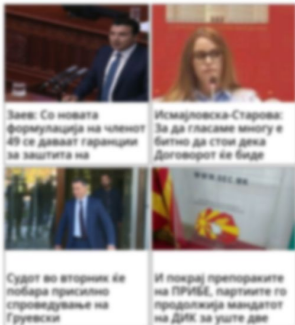 Заев: Со новата
формулација на членот
49 се даваат гаранции
за заштита на
Исмајловска-Старова:
За да гласаме многу е
битно да стои дека
Договорот ќе биде
Судот во вторник ќе
побара присилно
спроведување на
Груевски
И покрај препораките
на ПРИБЕ, партиите го
продолжија мандатот
на ДИК за уште две